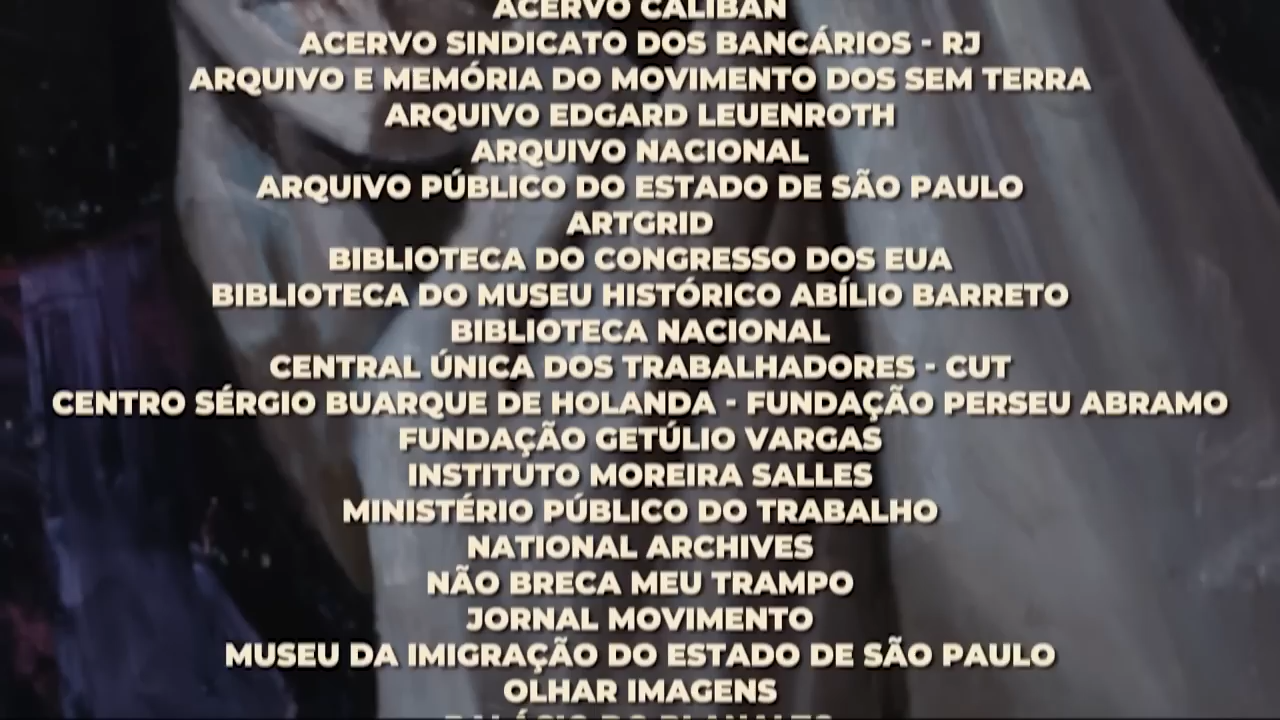 ACERVO CALIBAN
ACERVO SINDICATO DOS BANCÁRIOS - RJ
ARQUIVO E MEMÓRIA DO MOVIMENTO DOS SEM TERRA
ARQUIVO EDGARD LEUENROTH
ARQUIVO NACIONAL
ARQUIVO PÚBLICO DO ESTADO DE SÃO PAULO
ARTGRID
BIBLIOTECA DO CONGRESSO DOS EUA
BIBLIOTECA DO MUSEU HISTÓRICO ABÍLIO BARRETO
BIBLIOTECA NACIONAL
CENTRAL ÚNICA DOS TRABALHADORES - CUT
CENTRO SÉRGIO BUARQUE DE HOLANDA - FUNDAÇÃO PERSEU ABRAMO
FUNDAÇÃO GETÚLIO VARGAS
INSTITUTO MOREIRA SALLES
MINISTÉRIO PÚBLICO DO TRABALHO
NATIONAL ARCHIVES
NÃO BRECA MEU TRAMPO
JORNAL MOVIMENTO
MUSEU DA IMIGRAÇÃO DO ESTADO DE SÃO PAULO
OLHAR IMAGENS